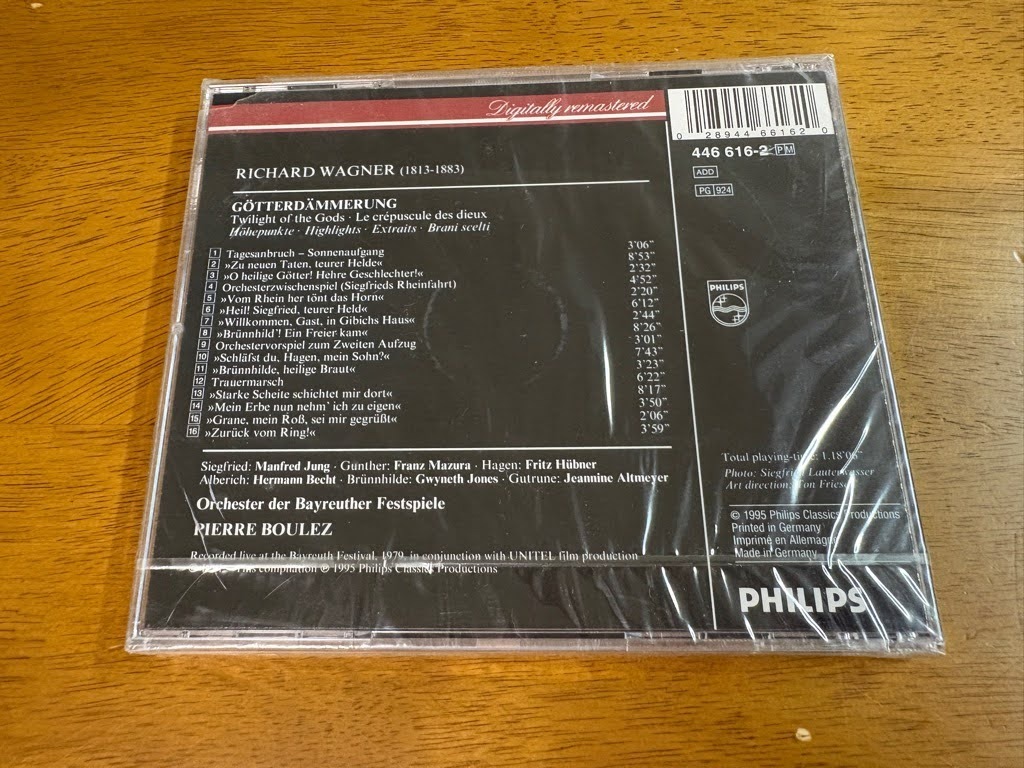 Digitally remastered
0 28944 66162 0
446 616-2 PM
ADD
PG 924
RICHARD WAGNER (1813-1883)
GÖTTERDÄMMERUNG
Twilight of the Gods · Le crépuscule des dieux
Höhepunkte · Highlights · Extraits · Brani scelti
1 Tagesanbruch – Sonnenaufgang 3'06"
2 »Zu neuen Taten, teurer Helde« 8'53"
3 »O heilige Götter! Hehre Geschlechter!« 2'32"
4 Orchesterzwischenspiel (Siegfrieds Rheinfahrt) 4'52"
5 »Vom Rhein her tönt das Horn« 2'20"
6 »Heil! Siegfried, teurer Held« 6'12"
7 »Willkommen, Gast, in Gibichs Haus« 2'44"
8 »Brünnhild'! Ein Freier kam« 8'26"
9 Orchestervorspiel zum Zweiten Aufzug 3'01"
10 »Schläfst du, Hagen, mein Sohn?« 7'43"
11 »Brünnhilde, heilige Braut« 3'23"
12 Trauermarsch 6'22"
13 »Starke Scheite schichtet mir dort« 8'17"
14 »Mein Erbe nun nehm' ich zu eigen« 3'50"
15 »Grane, mein Roß, sei mir gegrüßt« 2'06"
16 »Zurück vom Ring!« 3'59"
Siegfried: Manfred Jung · Gunther: Franz Mazura · Hagen: Fritz Hübner
Alberich: Hermann Becht · Brünnhilde: Gwyneth Jones · Gutrune: Jeannine Altmeyer
Orchester der Bayreuther Festspiele
PIERRE BOULEZ
Recorded live at the Bayreuth Festival, 1979, in conjunction with UNITEL film production
This compilation ℗ 1995 Philips Classics Productions
PHILIPS
Total playing-time: 1.18'06"
Photo: Siegfried Lauterwasser
Art direction: Ton Friesen
© 1995 Philips Classics Productions
Printed in Germany
Imprimé en Allemagne
Made in Germany
PHILIPS